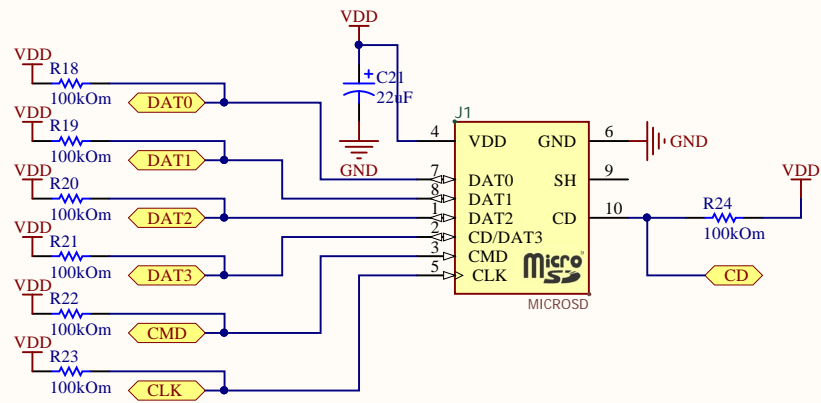 VDD
R18
100kOm
DAT0
VDD
R19
100kOm
DAT1
VDD
R20
100kOm
DAT2
VDD
R21
100kOm
DAT3
VDD
R22
100kOm
CMD
VDD
R23
100kOm
CLK
VDD
C21
22uF
GND
J1
4 VDD GND 6
GND
7 DAT0 SH 9
8 DAT1
1 DAT2 CD 10
2 CD/DAT3
3 CMD
5 CLK
Micro SD
MICROSD
VDD
R24
100kOm
CD